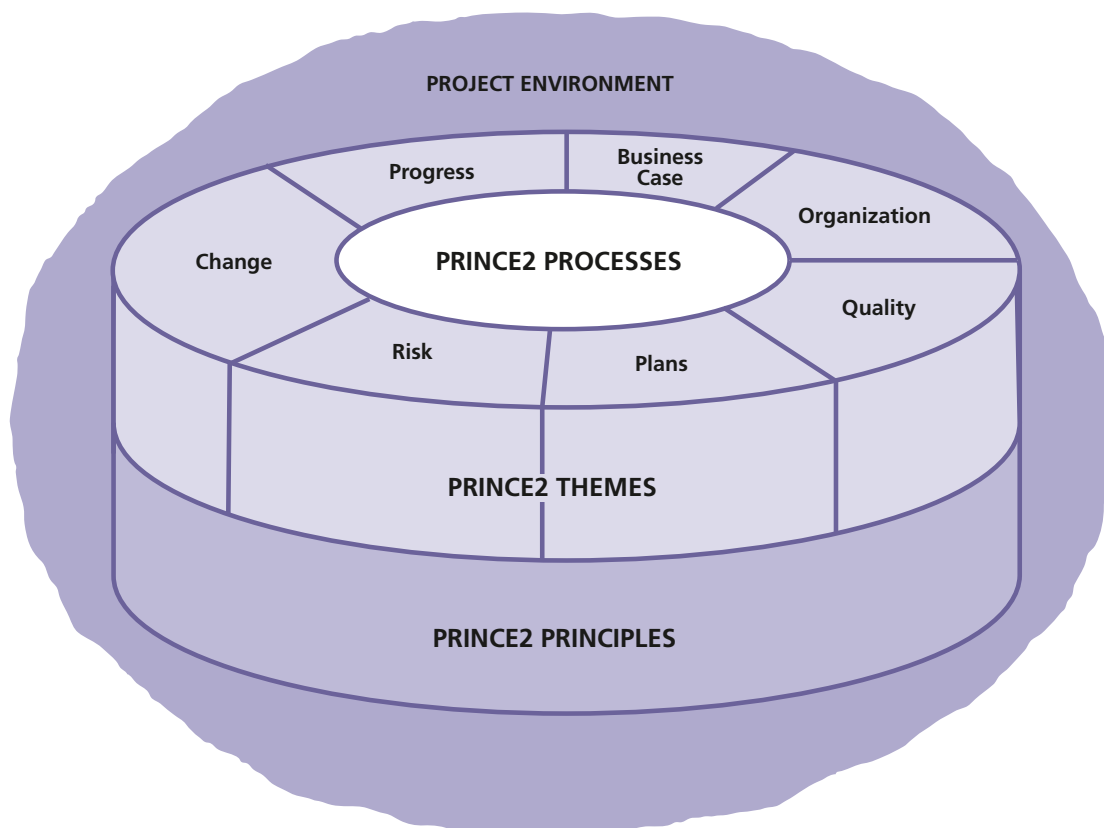 PROJECT ENVIRONMENT
Progress
Business
Case
Organization
Change
PRINCE2 PROCESSES
Quality
Risk
Plans
PRINCE2 THEMES
PRINCE2 PRINCIPLES